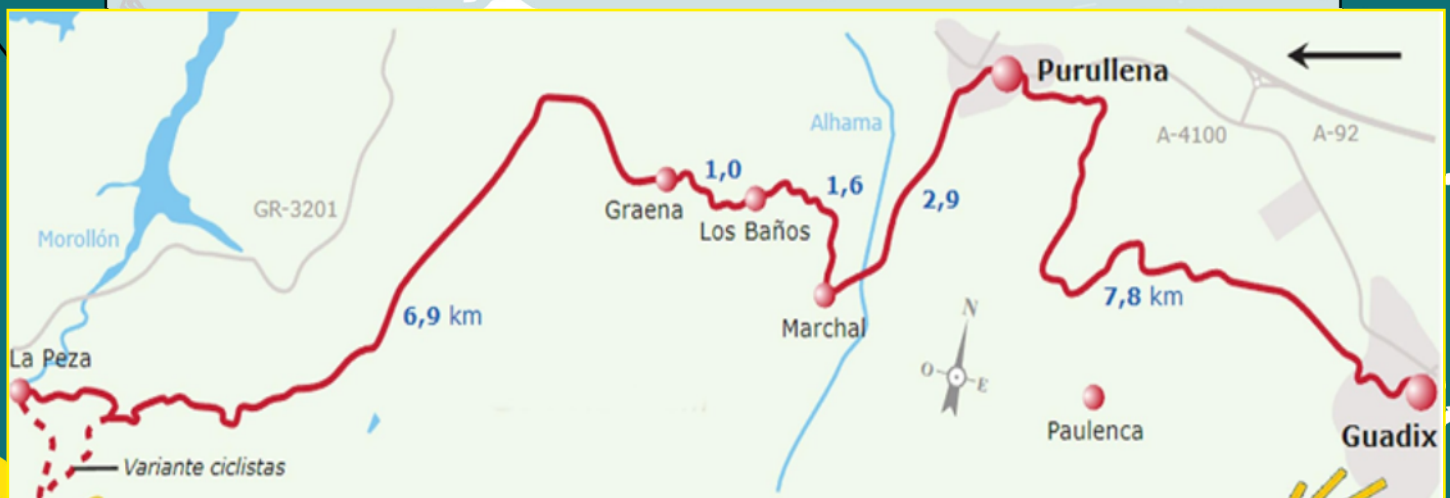 Purullena
Alhama
A-4100
A-92
1,0
1,6
2,9
GR-3201
Graena
Los Baños
Morollón
7,8 km
6,9 km
N
Marchal
La Peza
O
E
Paulenca
Guadix
Variante ciclistas